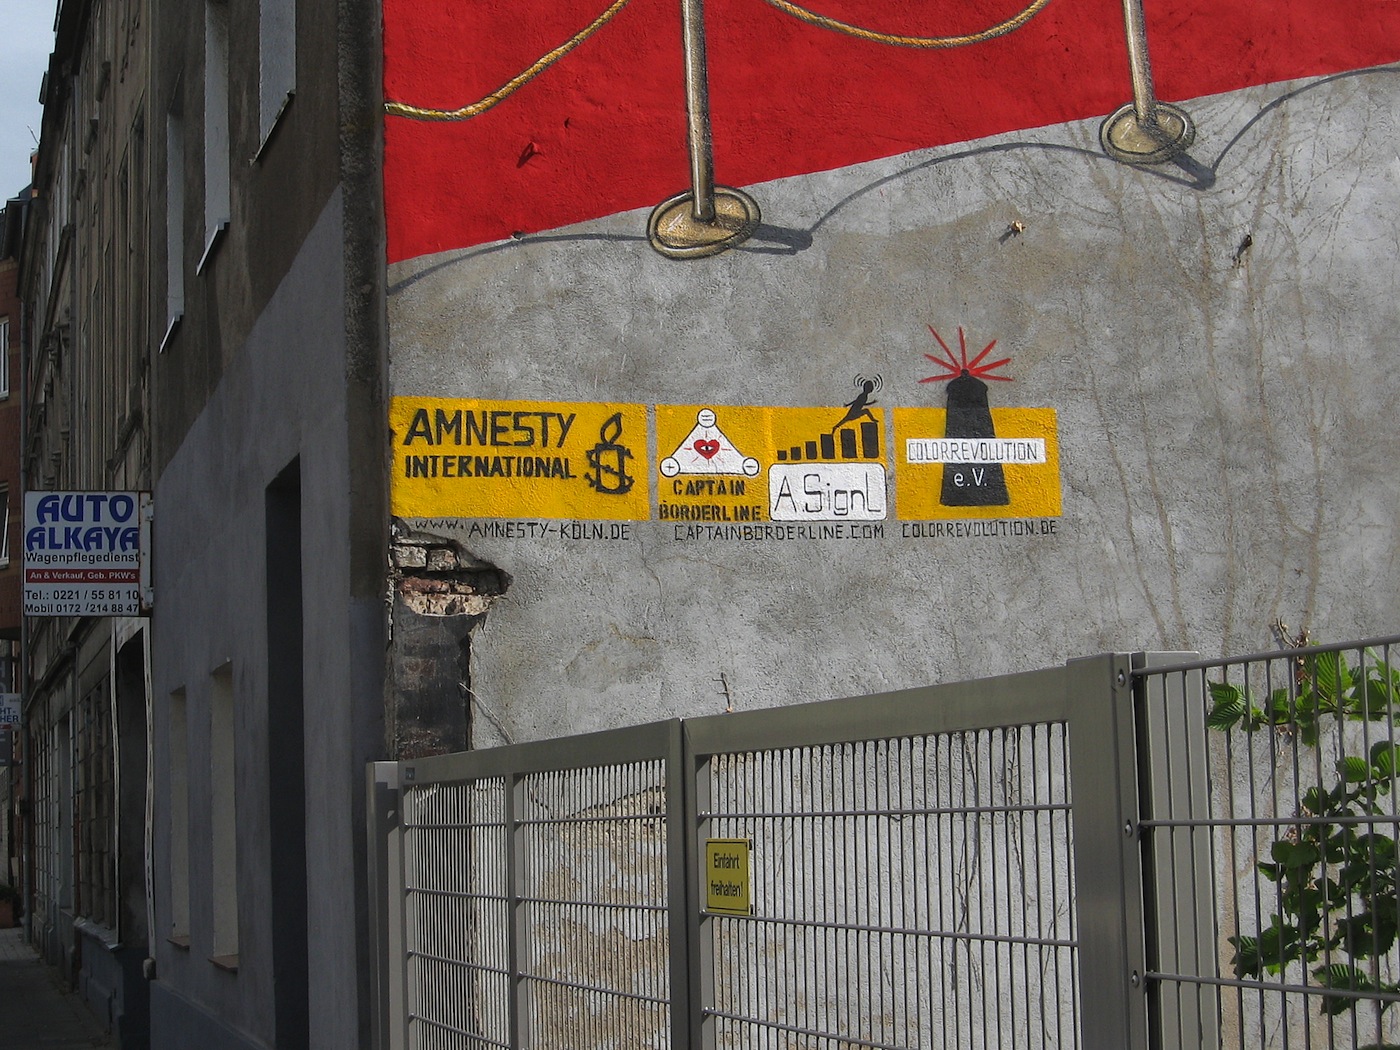 AMNESTY
INTERNATIONAL
WWW. AMNESTY-KÖLN.DE
CAPTAIN
BORDERLINE
A.SignL
CAPTAINBORDERLINE.COM
COLORREVOLUTION
e.V.
COLORREVOLUTION.DE
AUTO
ALKAYA
Wagenpflegedienst
An & Verkauf, Geb. PKW's
Tel.: 0221 / 55 81 10
Mobil 0172 / 214 88 47
Einfahrt
freihalten!